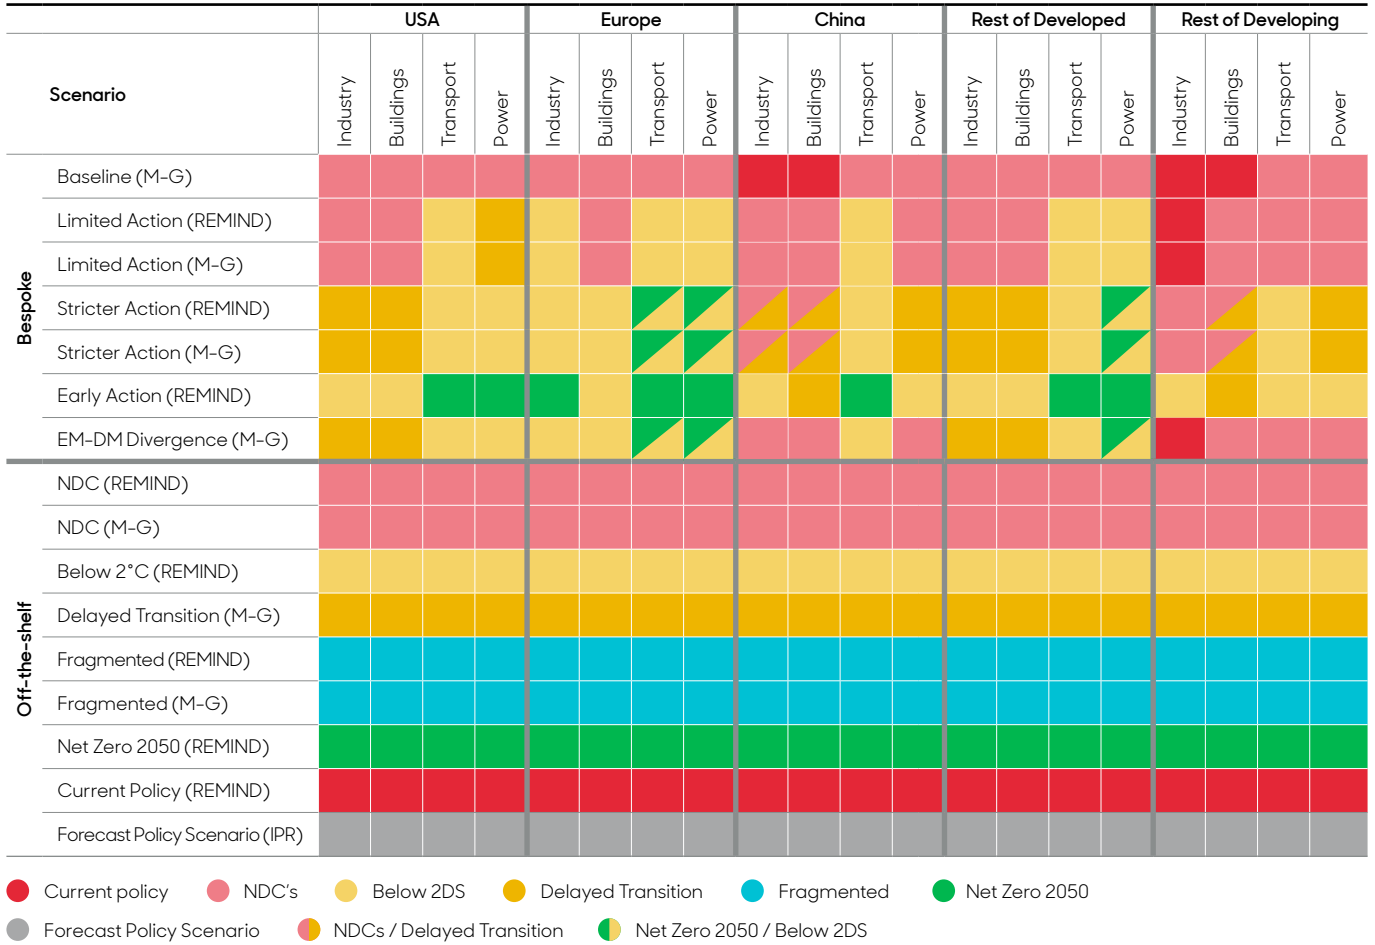 USA Europe China Rest of Developed Rest of Developing
Scenario
Industry Buildings Transport Power Industry Buildings Transport Power Industry Buildings Transport Power Industry Buildings Transport Power Industry Buildings Transport Power
Bespoke
Baseline (M-G)
Limited Action (REMIND)
Limited Action (M-G)
Stricter Action (REMIND)
Stricter Action (M-G)
Early Action (REMIND)
EM-DM Divergence (M-G)
Off-the-shelf
NDC (REMIND)
NDC (M-G)
Below 2°C (REMIND)
Delayed Transition (M-G)
Fragmented (REMIND)
Fragmented (M-G)
Net Zero 2050 (REMIND)
Current Policy (REMIND)
Forecast Policy Scenario (IPR)
Current policy NDC's Below 2DS Delayed Transition Fragmented Net Zero 2050
Forecast Policy Scenario NDCs / Delayed Transition Net Zero 2050 / Below 2DS